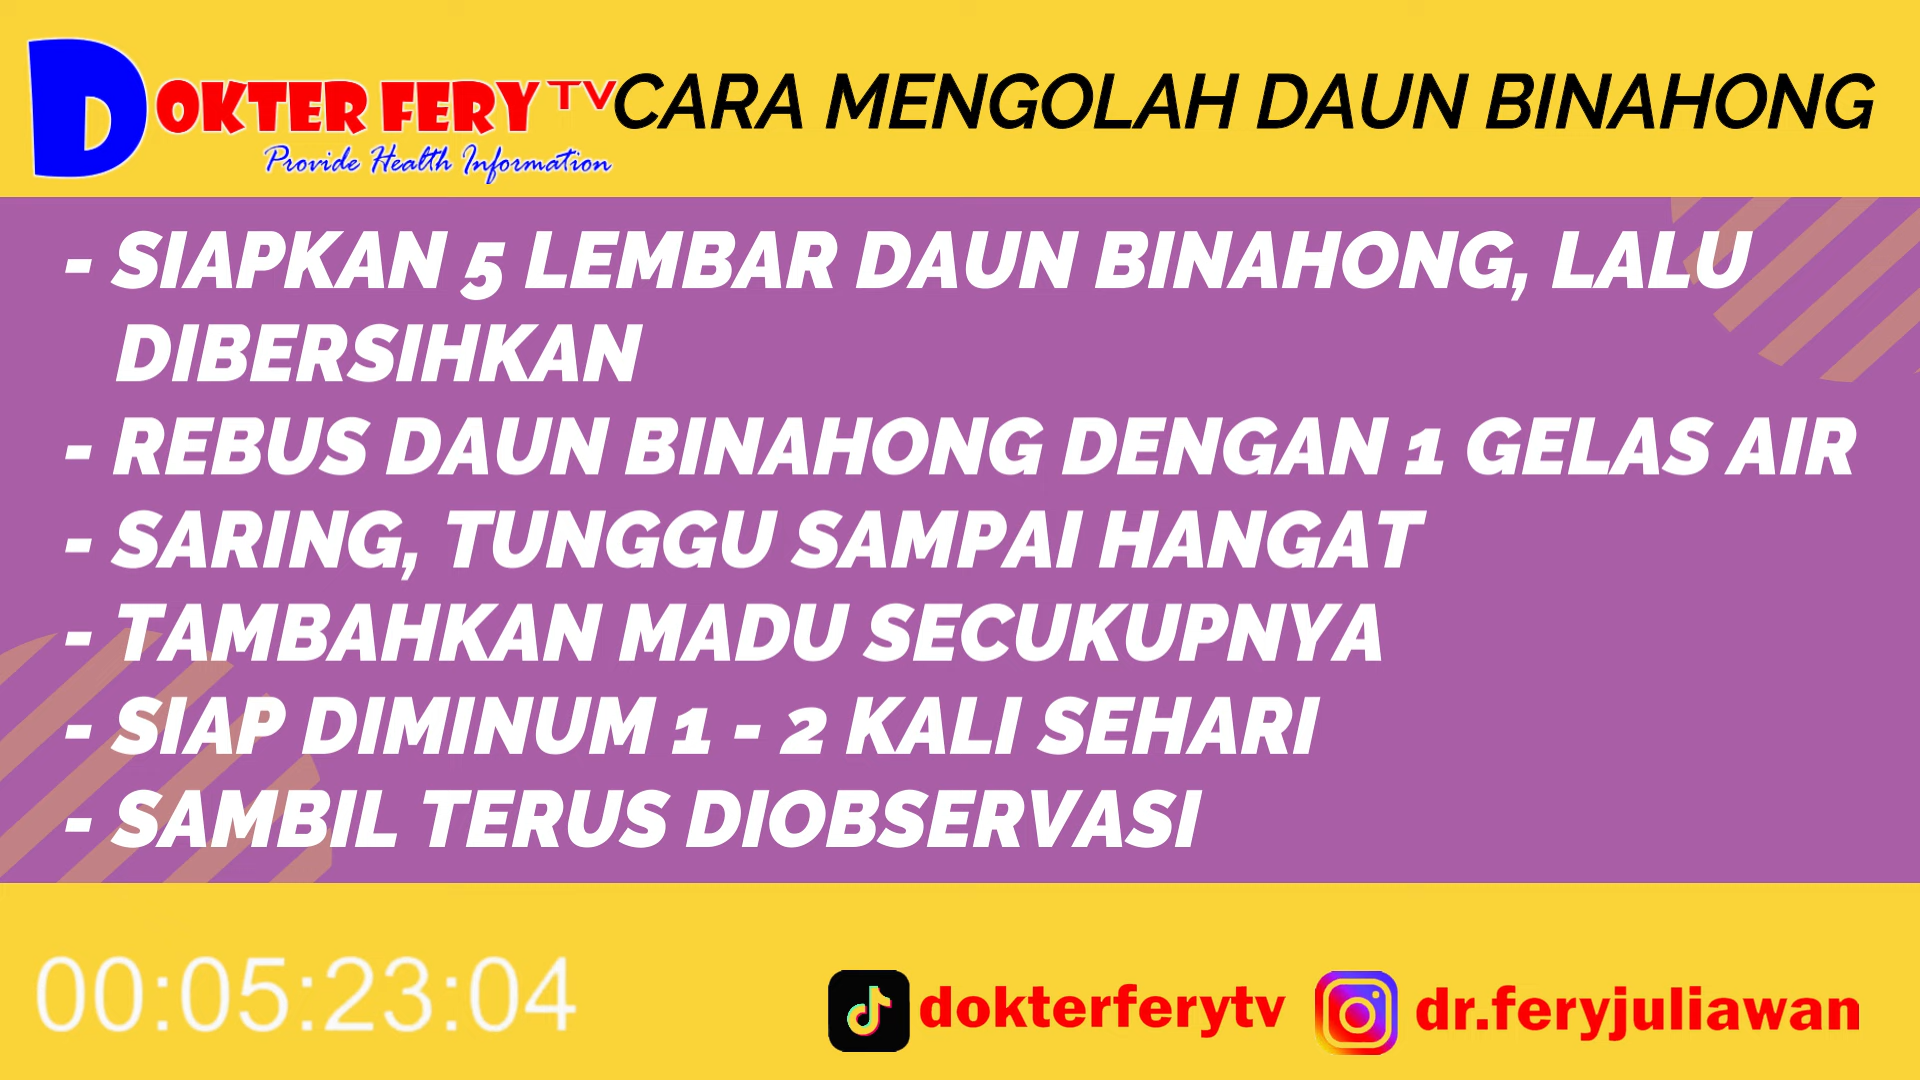 DOKTER FERY TV
Provide Health Information
CARA MENGOLAH DAUN BINAHONG
- SIAPKAN 5 LEMBAR DAUN BINAHONG, LALU
DIBERSIHKAN
- REBUS DAUN BINAHONG DENGAN 1 GELAS AIR
- SARING, TUNGGU SAMPAI HANGAT
- TAMBAHKAN MADU SECUKUPNYA
- SIAP DIMINUM 1 - 2 KALI SEHARI
- SAMBIL TERUS DIOBSERVASI
00:05:23:04
dokterferytv
dr.feryjuliawan